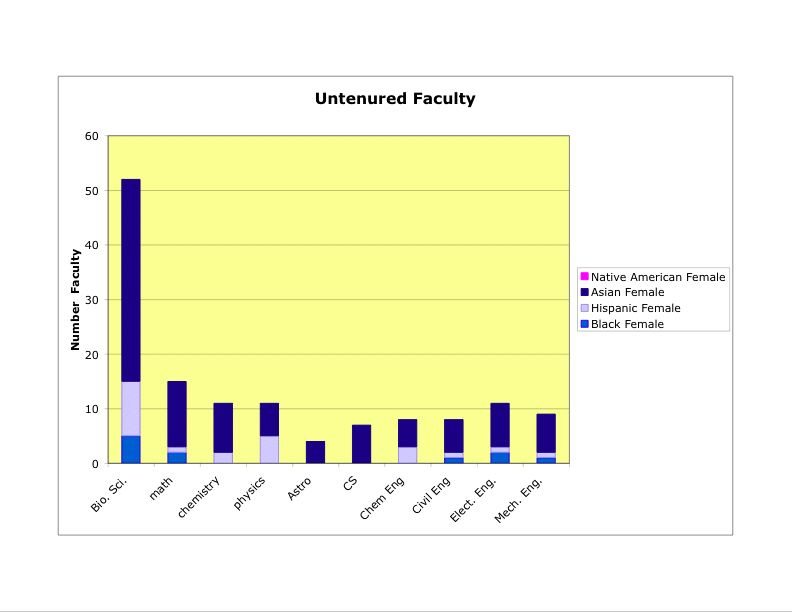 Untenured Faculty
60
50
40
30
20
10
0
Number Faculty
Bio. Sci.
math
chemistry
physics
Astro
CS
Chem Eng
Civil Eng
Elect. Eng.
Mech. Eng.
Native American Female
Asian Female
Hispanic Female
Black Female